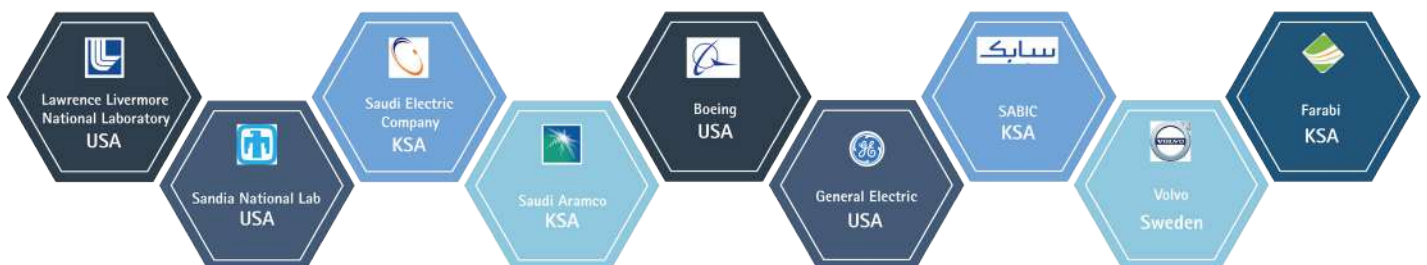 Lawrence Livermore
National Laboratory
USA
Sandia National Lab
USA
Saudi Electric
Company
KSA
Saudi Aramco
KSA
Boeing
USA
GE
General Electric
USA
سابك
SABIC
KSA
VOLVO
Volvo
Sweden
Farabi
KSA